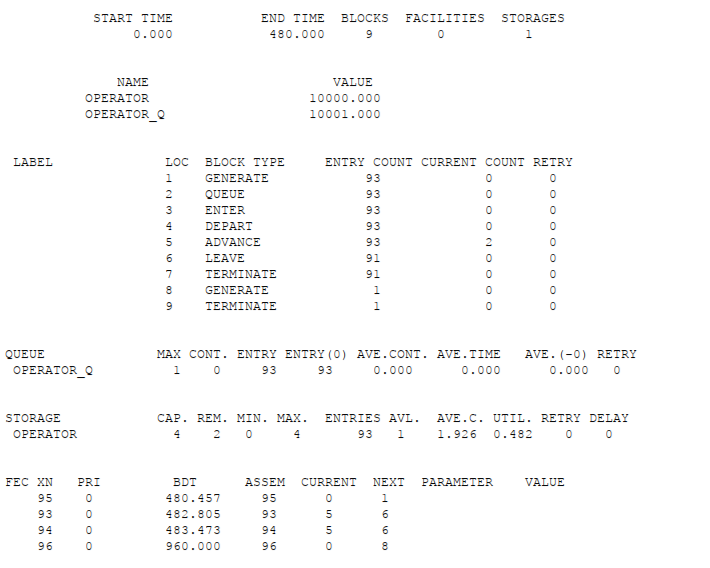 START TIME END TIME BLOCKS FACILITIES STORAGES
0.000 480.000 9 0 1
NAME VALUE
OPERATOR 10000.000
OPERATOR_Q 10001.000
LABEL LOC BLOCK TYPE ENTRY COUNT CURRENT COUNT RETRY
1 GENERATE 93 0 0
2 QUEUE 93 0 0
3 ENTER 93 0 0
4 DEPART 93 0 0
5 ADVANCE 93 2 0
6 LEAVE 91 0 0
7 TERMINATE 91 0 0
8 GENERATE 1 0 0
9 TERMINATE 1 0 0
QUEUE MAX CONT. ENTRY ENTRY(0) AVE.CONT. AVE.TIME AVE.(-0) RETRY
OPERATOR_Q 1 0 93 93 0.000 0.000 0.000 0
STORAGE CAP. REM. MIN. MAX. ENTRIES AVL. AVE.C. UTIL. RETRY DELAY
OPERATOR 4 2 0 4 93 1 1.926 0.482 0 0
FEC XN PRI BDT ASSEM CURRENT NEXT PARAMETER VALUE
95 0 480.457 95 0 1
93 0 482.805 93 5 6
94 0 483.473 94 5 6
96 0 960.000 96 0 8